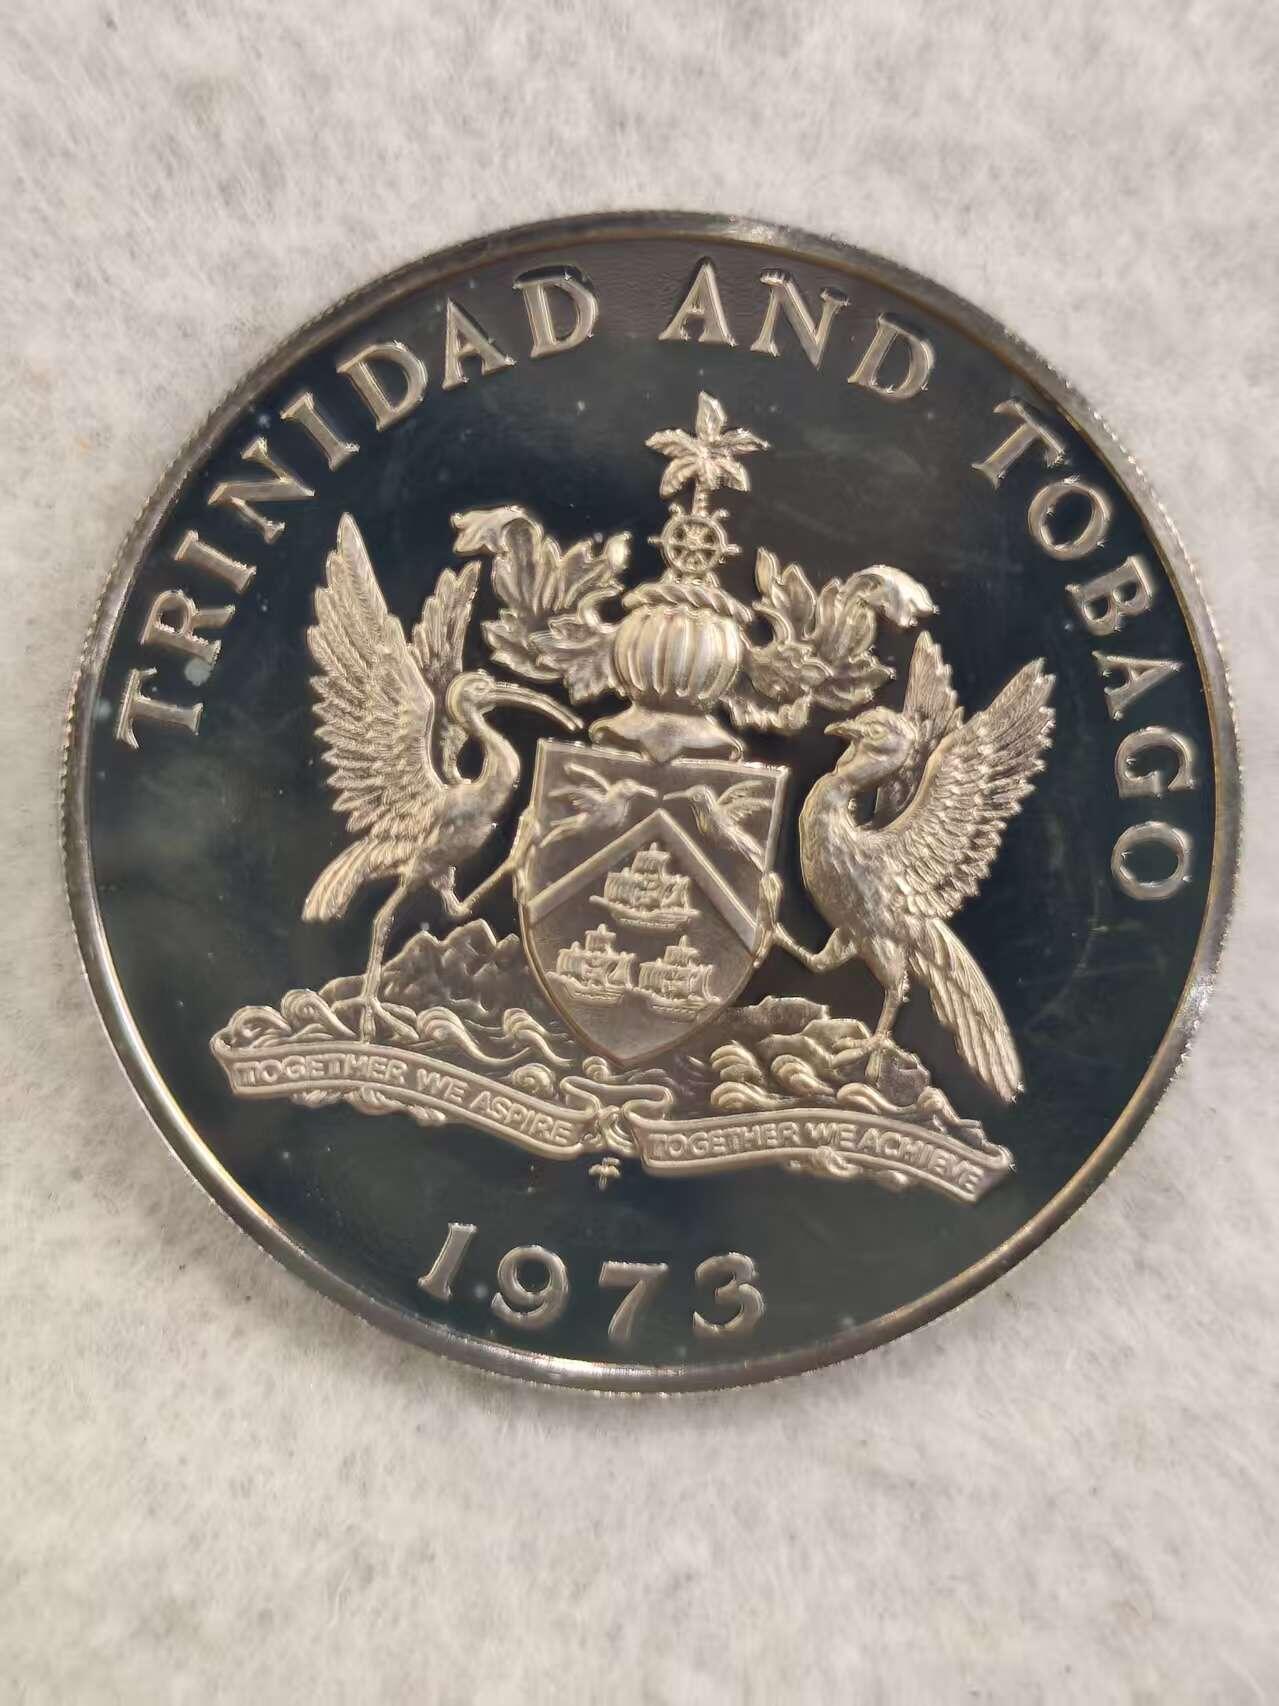 TRINIDAD AND TOBAGO
TOGETHER WE ASPIRE
TOGETHER WE ACHIEVE
1973